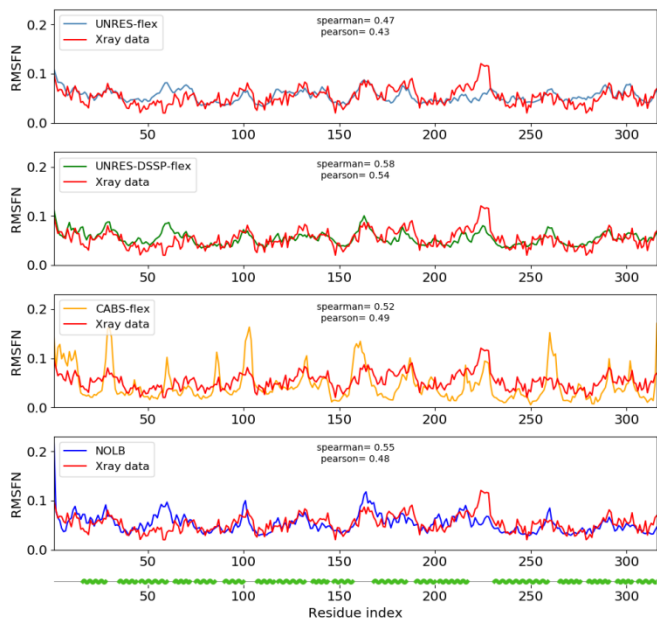 UNRES-flex
Xray data
spearman= 0.47
pearson= 0.43
RMSFN
0.2
0.1
0.0
50 100 150 200 250 300
UNRES-DSSP-flex
Xray data
spearman= 0.58
pearson= 0.54
RMSFN
0.2
0.1
0.0
50 100 150 200 250 300
CABS-flex
Xray data
spearman= 0.52
pearson= 0.49
RMSFN
0.2
0.1
0.0
50 100 150 200 250 300
NOLB
Xray data
spearman= 0.55
pearson= 0.48
RMSFN
0.2
0.1
0.0
50 100 150 200 250 300
Residue index